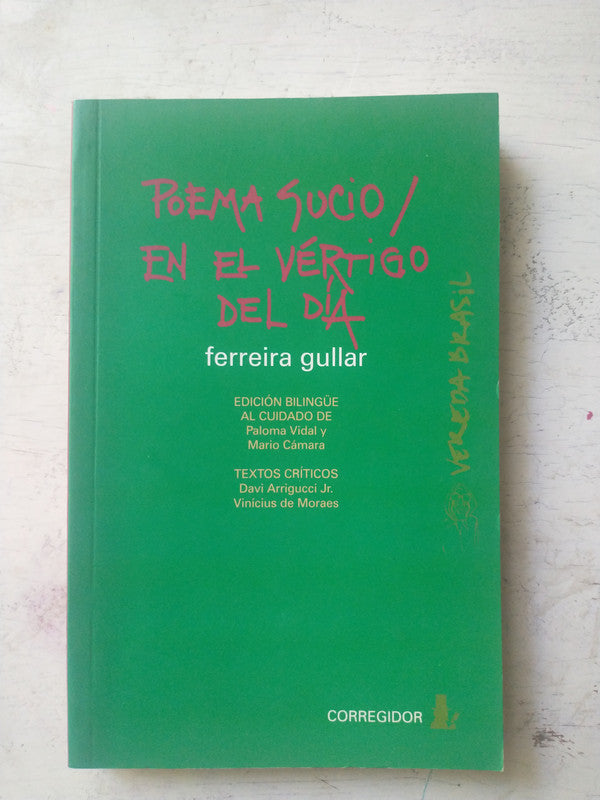 POEMA SUCIO /
EN EL VÉRTIGO
DEL DÍA
ferreira gullar
EDICIÓN BILINGÜE
AL CUIDADO DE
Paloma Vidal y
Mario Cámara
TEXTOS CRÍTICOS
Davi Arrigucci Jr.
Vinícius de Moraes
VEREDA BRASIL
CORREGIDOR